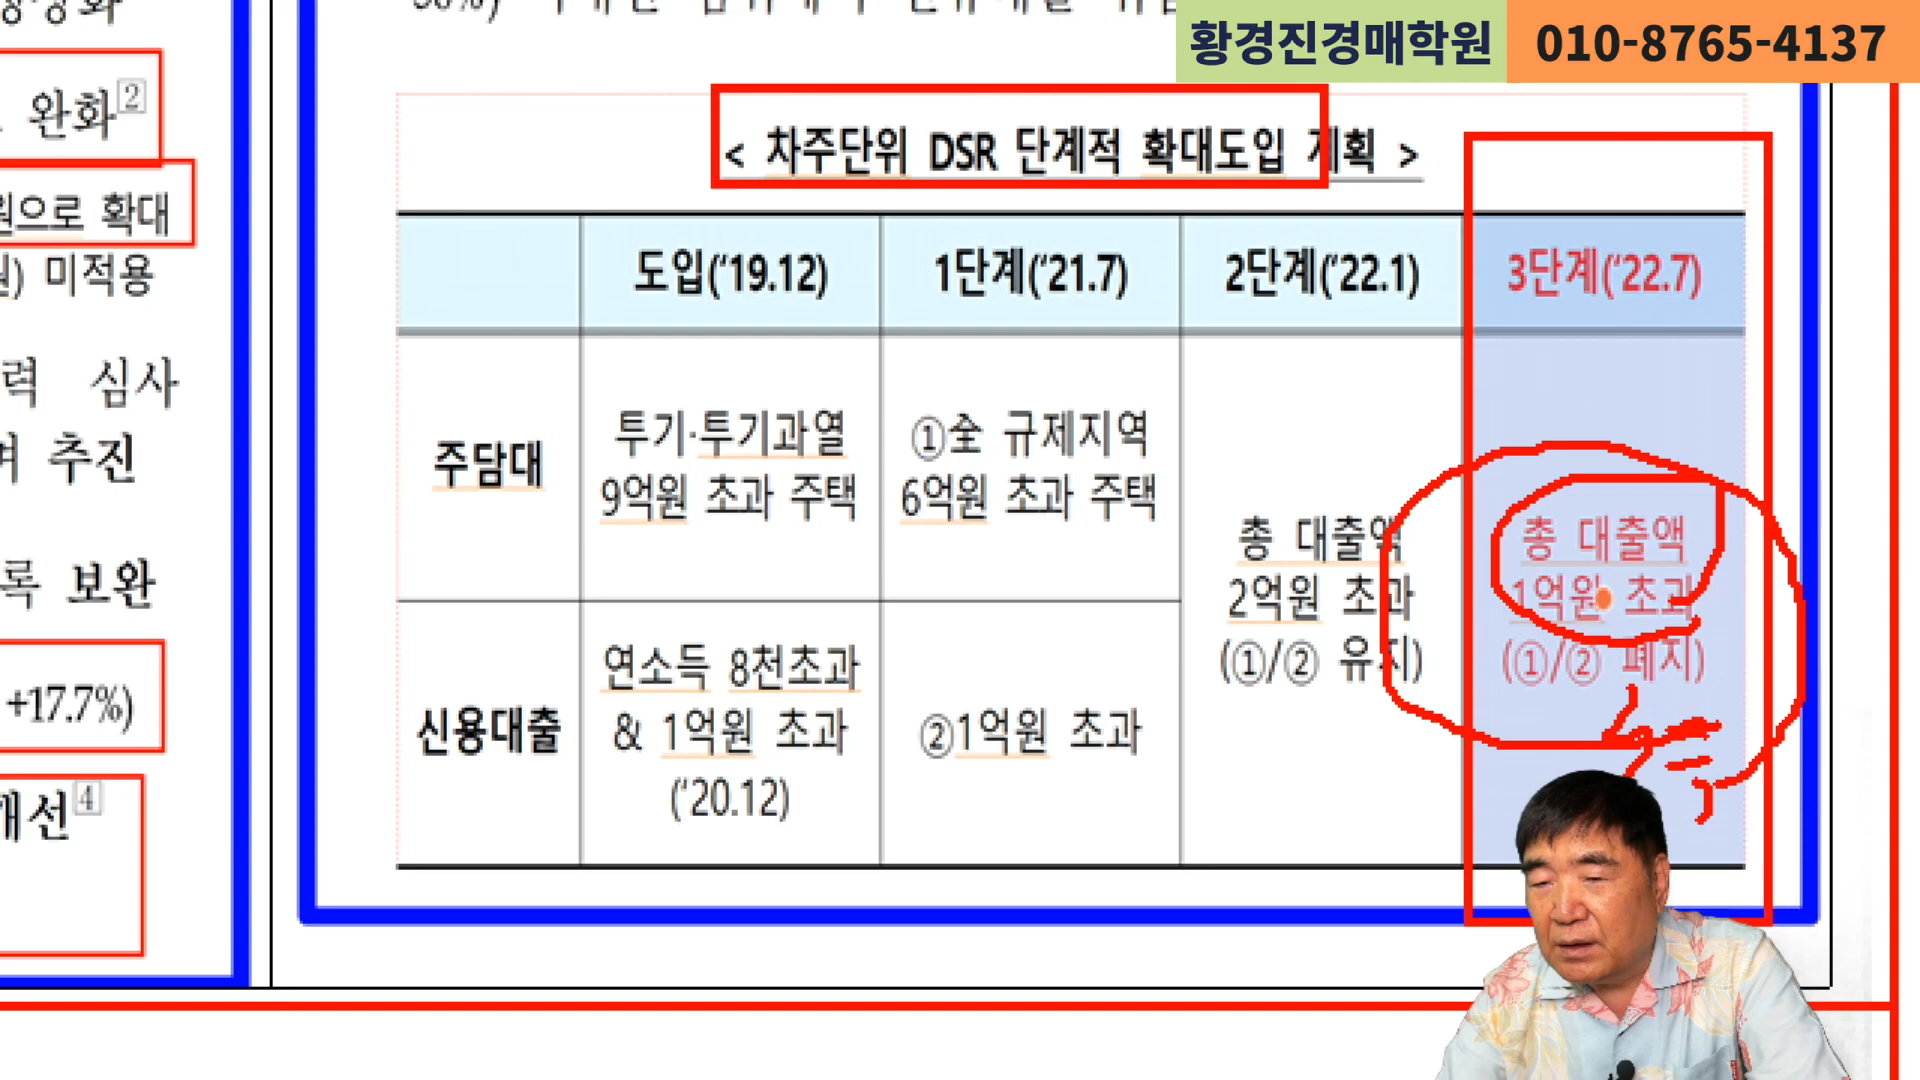 황경진경매학원 010-8765-4137
완화[2]
원으로 확대
원) 미적용
력 심사
며 추진
록 보완
+17.7%)
개선[4]
< 차주단위 DSR 단계적 확대도입 계획 >
도입('19.12) 1단계('21.7) 2단계('22.1) 3단계('22.7)
주담대
투기·투기과열
9억원 초과 주택
①全 규제지역
6억원 초과 주택
신용대출
연소득 8천초과
& 1억원 초과
('20.12)
②1억원 초과
총 대출액
2억원 초과
(①/② 유지)
총 대출액
1억원 초과
(①/② 폐지)